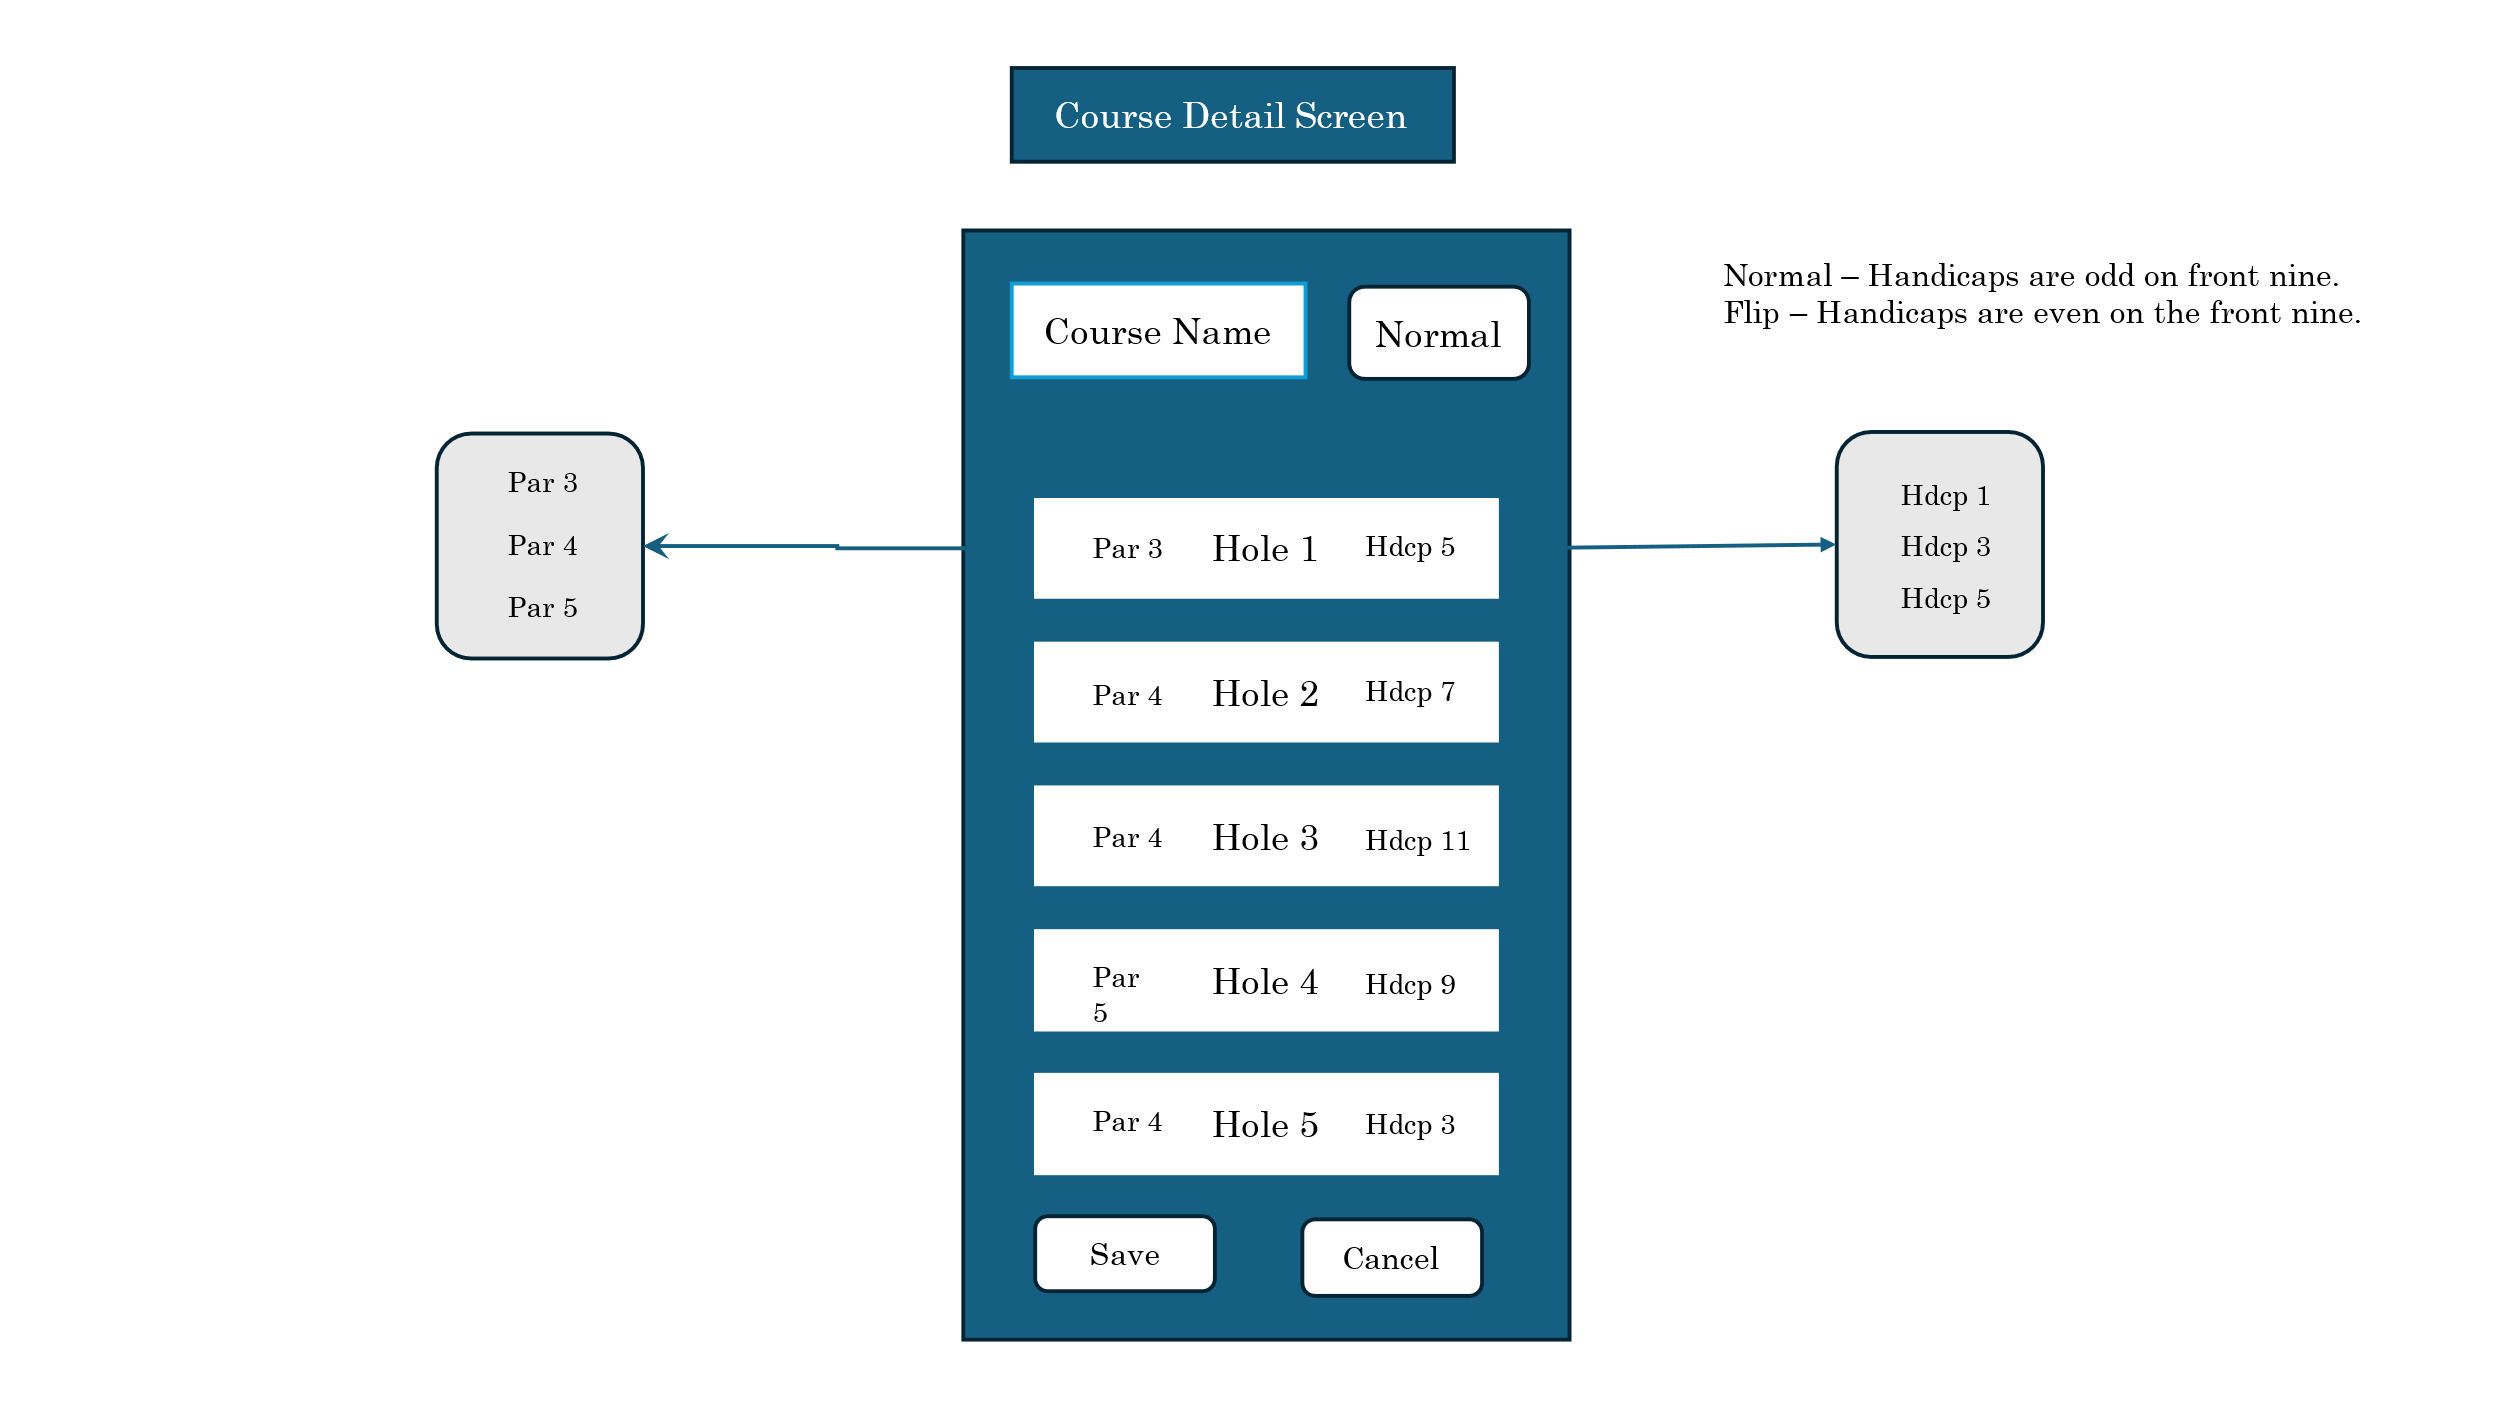 Course Detail Screen
Normal – Handicaps are odd on front nine.
Flip – Handicaps are even on the front nine.
Course Name
Normal
Par 3
Par 4
Par 5
Par 3 Hole 1 Hdcp 5
Par 4 Hole 2 Hdcp 7
Par 4 Hole 3 Hdcp 11
Par
5
Hole 4 Hdcp 9
Par 4 Hole 5 Hdcp 3
Hdcp 1
Hdcp 3
Hdcp 5
Save
Cancel